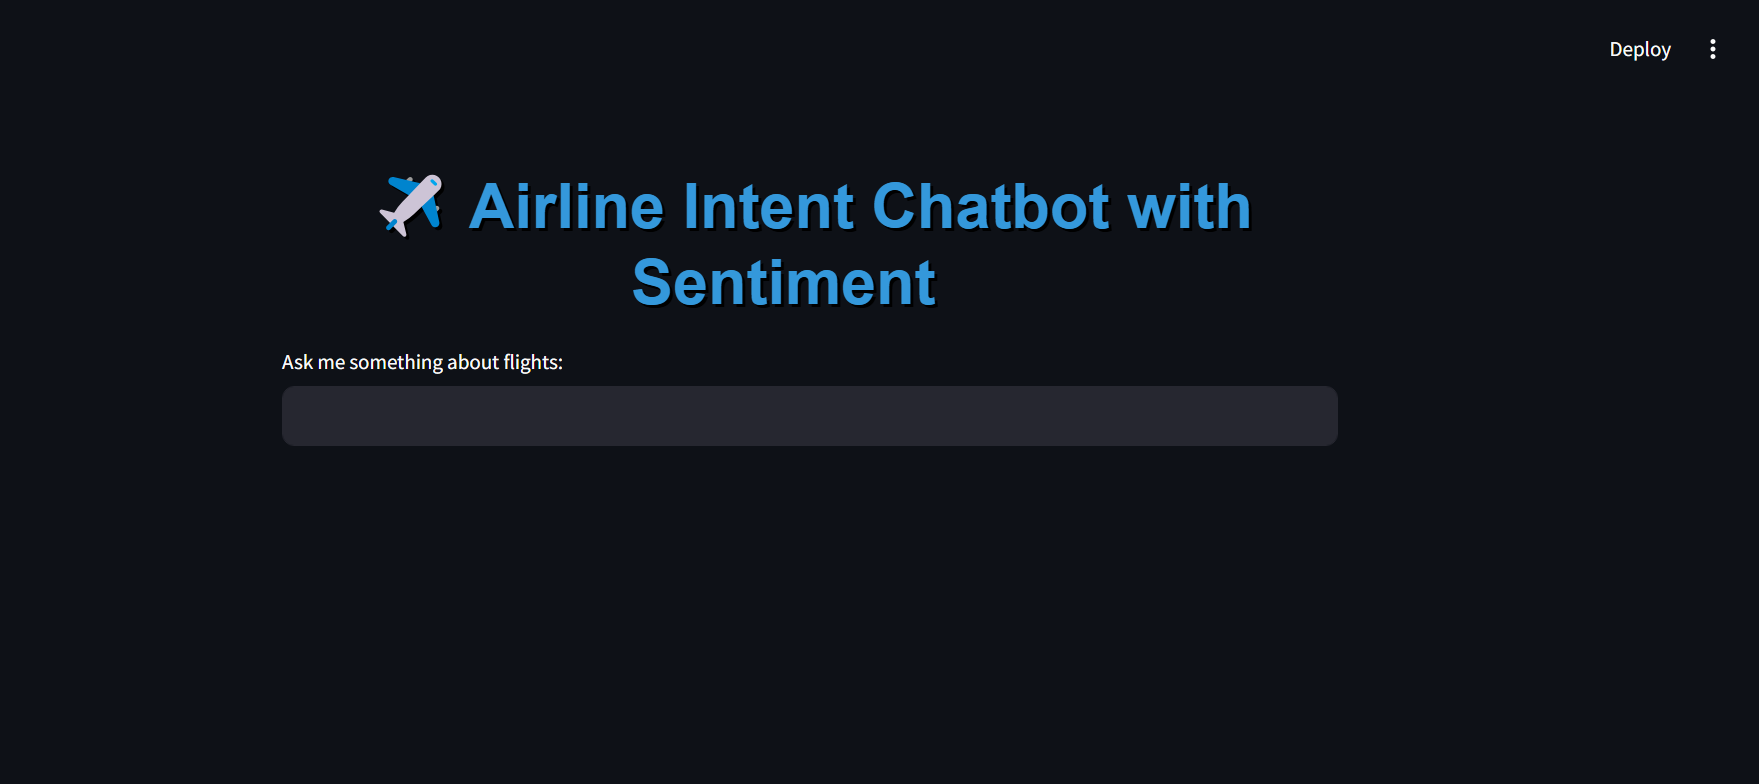 Deploy
✈️ Airline Intent Chatbot with
Sentiment
Ask me something about flights: